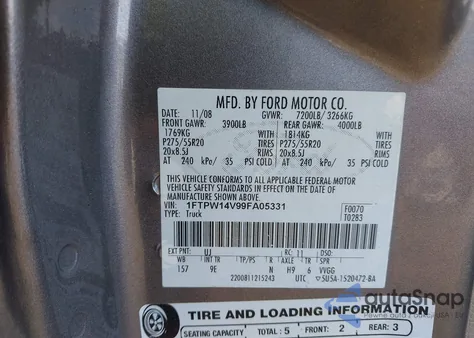 MFD. BY FORD MOTOR CO.
DATE: 11/08 GVWR: 7200LB/ 3266KG
FRONT GAWR: 3900LB REAR GAWR: 4000LB
1769KG WITH 1814KG WITH
P275/55R20 TIRES P275/55R20 TIRES
20x8.5J RIMS 20x8.5J RIMS
AT 240 kPa/ 35 PSI COLD AT 240 kPa/ 35 PSI COLD
THIS VEHICLE CONFORMS TO ALL APPLICABLE FEDERAL MOTOR
VEHICLE SAFETY STANDARDS IN EFFECT ON THE DATE OF MANUFACTURE
SHOWN ABOVE.
VIN: 1FTPW14V99FA05331 F0070
TYPE: Truck T0283
EXT PNT: UJ RC: 11 DSO:
WB INT TR TP/PS R AXLE TR SPR
157 9E N H9 6 VVGG
2200811215243 UTC 5U5A-1520472-BA
TIRE AND LOADING INFORMATION
SEATING CAPACITY TOTAL: 5 FRONT: 2 REAR: 3
autoSnap